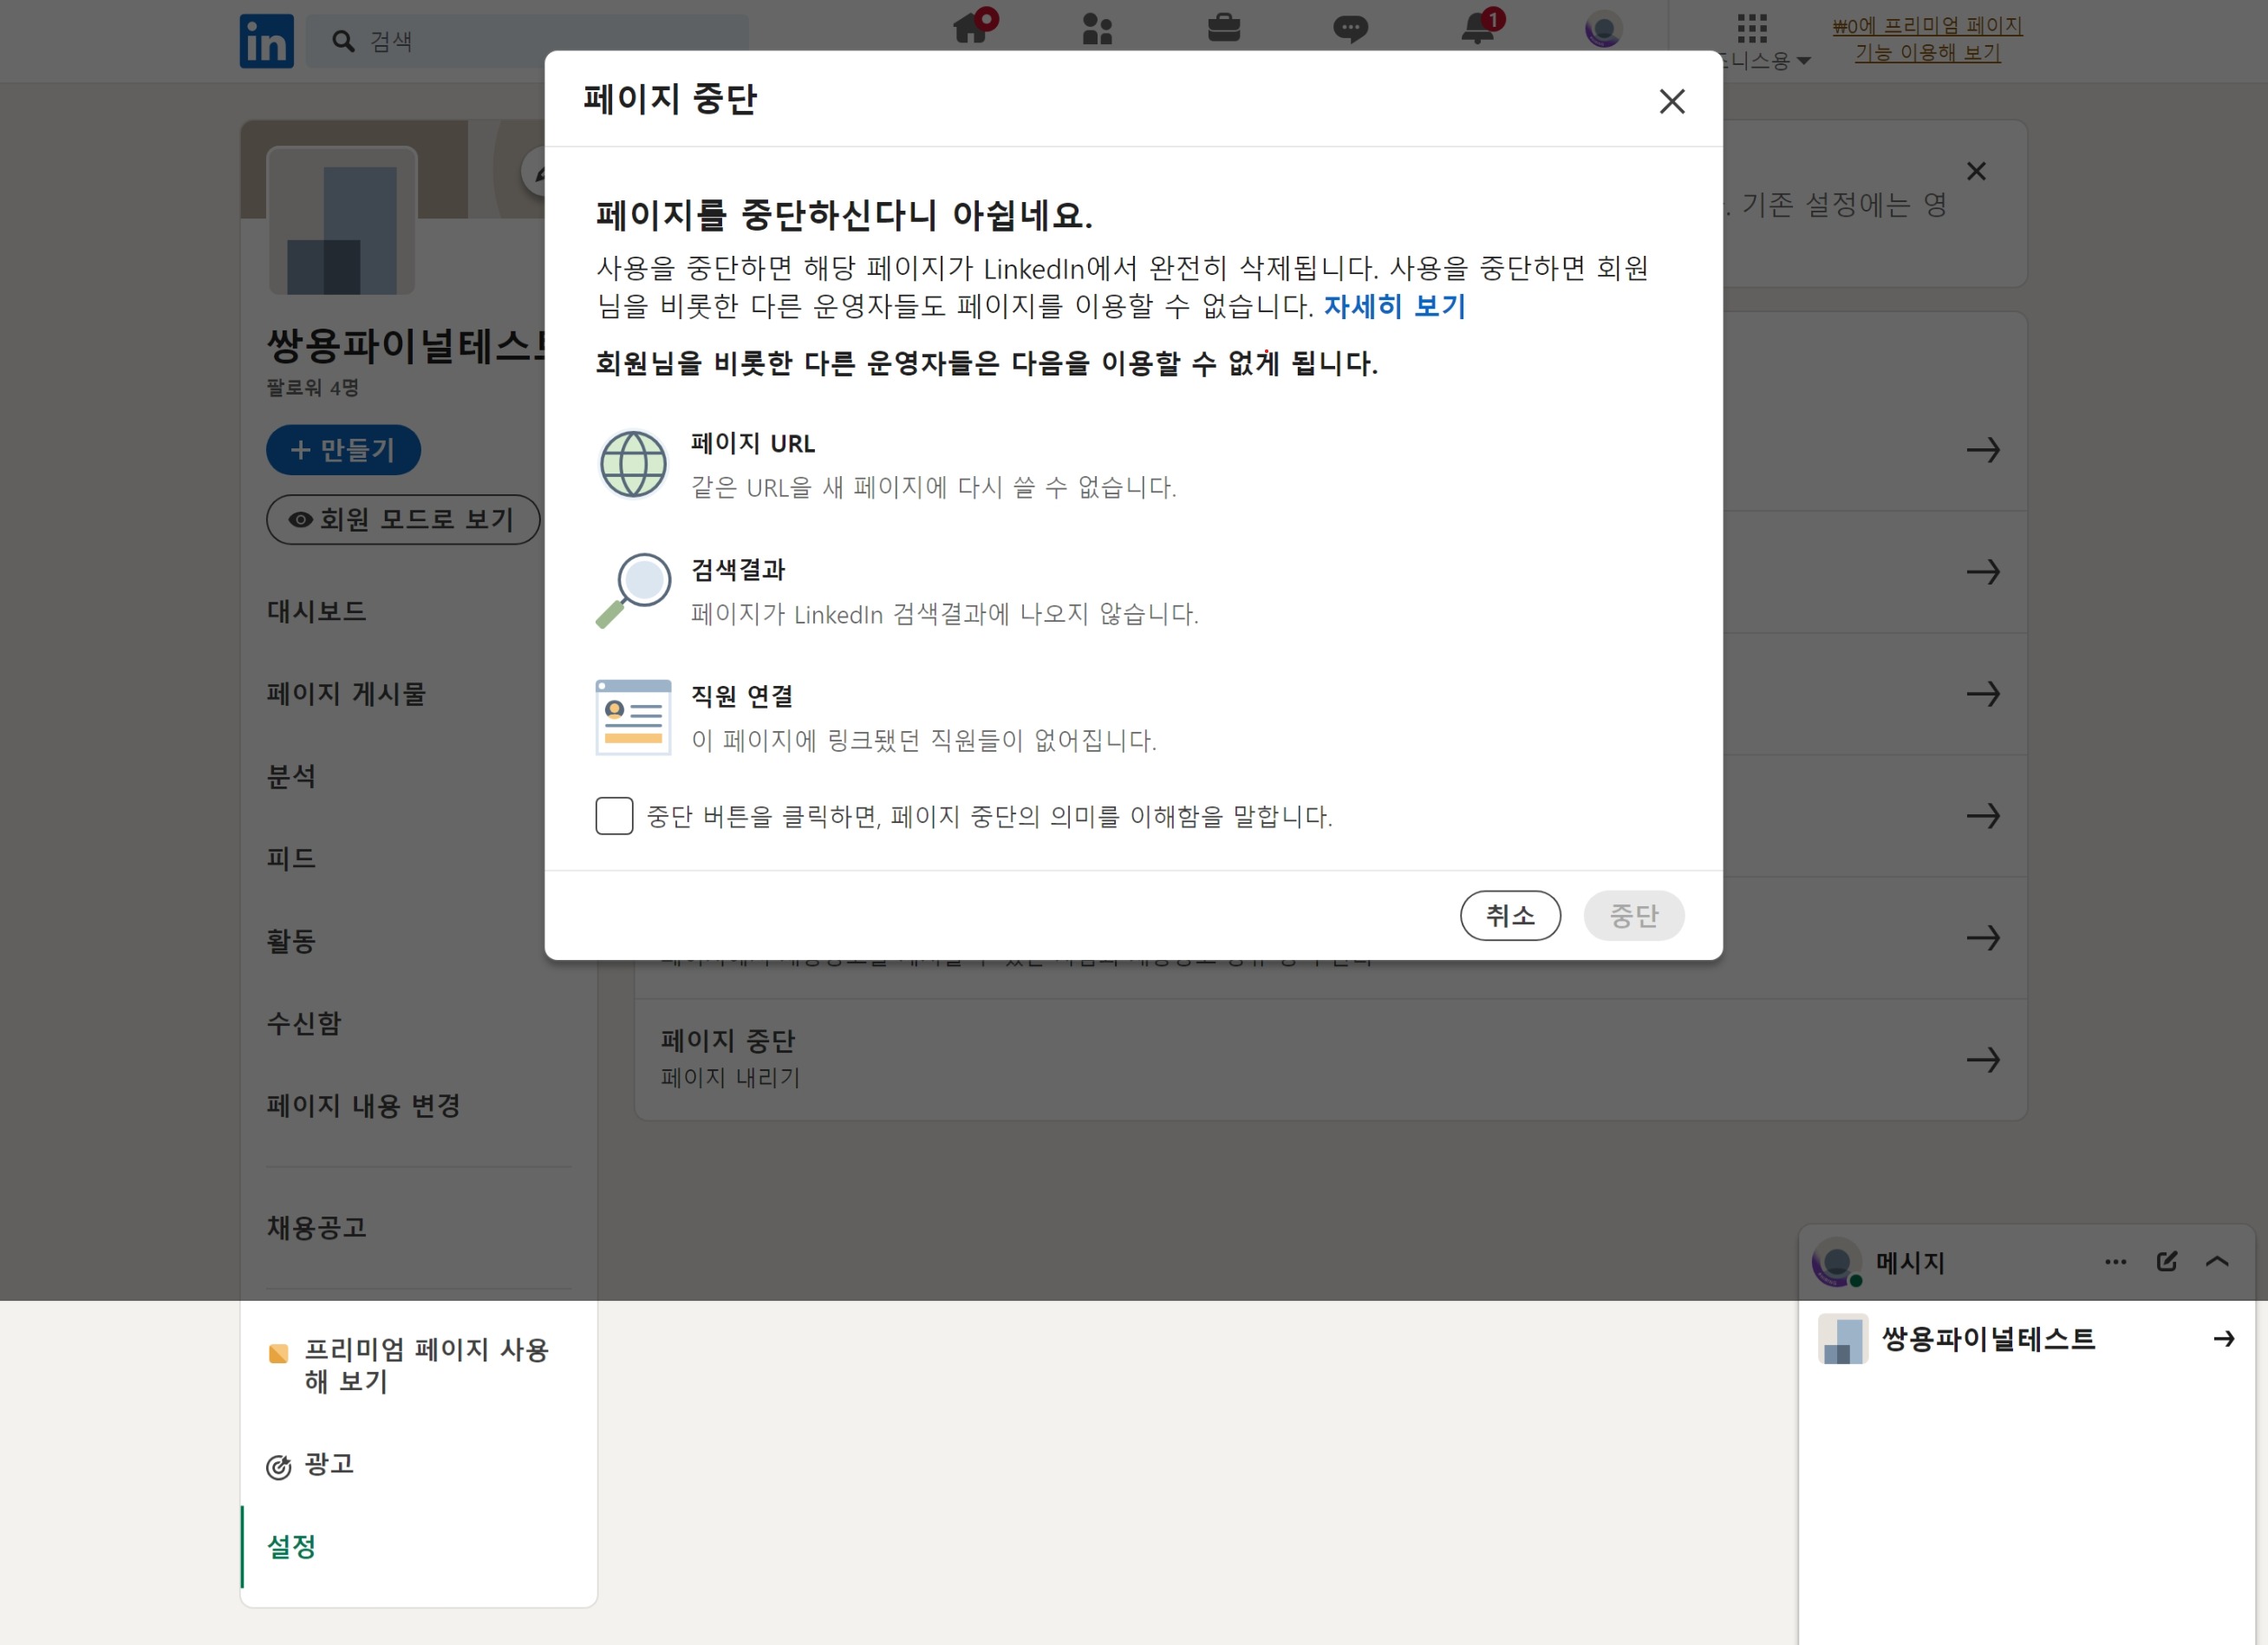 in
검색
1
₩0에 프리미엄 페이지
기능 이용해 보기
페이지 중단
페이지를 중단하신다니 아쉽네요.
사용을 중단하면 해당 페이지가 LinkedIn에서 완전히 삭제됩니다. 사용을 중단하면 회원
님을 비롯한 다른 운영자들도 페이지를 이용할 수 없습니다. 자세히 보기
회원님을 비롯한 다른 운영자들은 다음을 이용할 수 없게 됩니다.
페이지 URL
같은 URL을 새 페이지에 다시 쓸 수 없습니다.
검색결과
페이지가 LinkedIn 검색결과에 나오지 않습니다.
직원 연결
이 페이지에 링크됐던 직원들이 없어집니다.
중단 버튼을 클릭하면, 페이지 중단의 의미를 이해함을 말합니다.
취소
중단
기존 설정에는 영
쌍용파이널테스트
팔로워 4명
만들기
회원 모드로 보기
대시보드
페이지 게시물
분석
피드
활동
수신함
페이지 내용 변경
채용공고
프리미엄 페이지 사용
해 보기
광고
설정
페이지 중단
페이지 내리기
메시지
쌍용파이널테스트